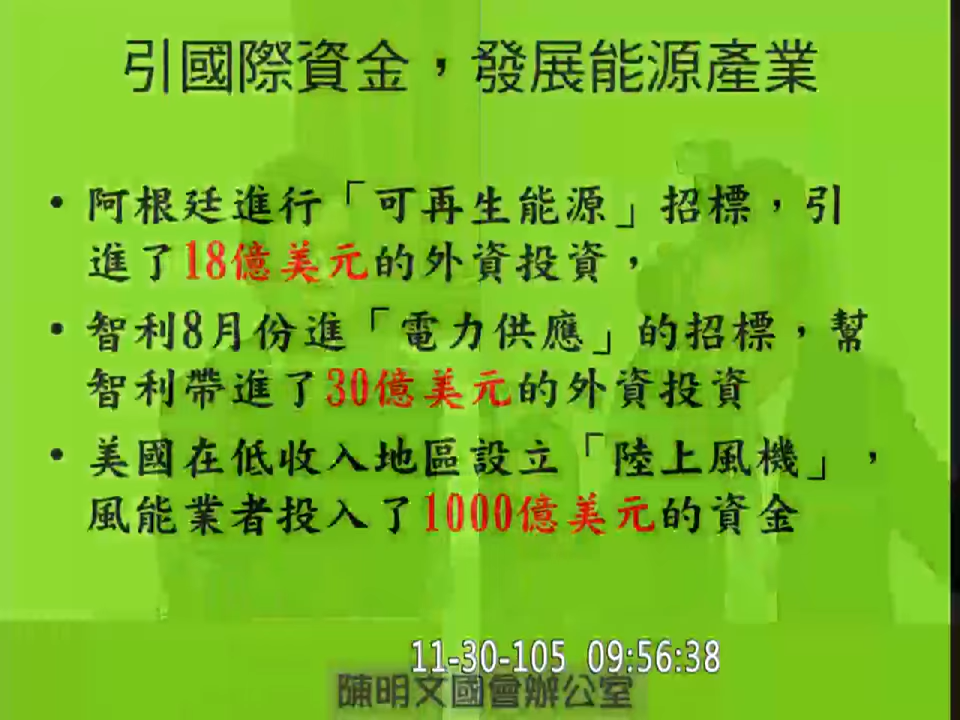 引國際資金，發展能源產業
• 阿根廷進行「可再生能源」招標，引
進了18億美元的外資投資，
• 智利8月份進「電力供應」的招標，幫
智利帶進了30億美元的外資投資
• 美國在低收入地區設立「陸上風機」，
風能業者投入了1000億美元的資金
11-30-105 09:56:38
陳明文國會辦公室